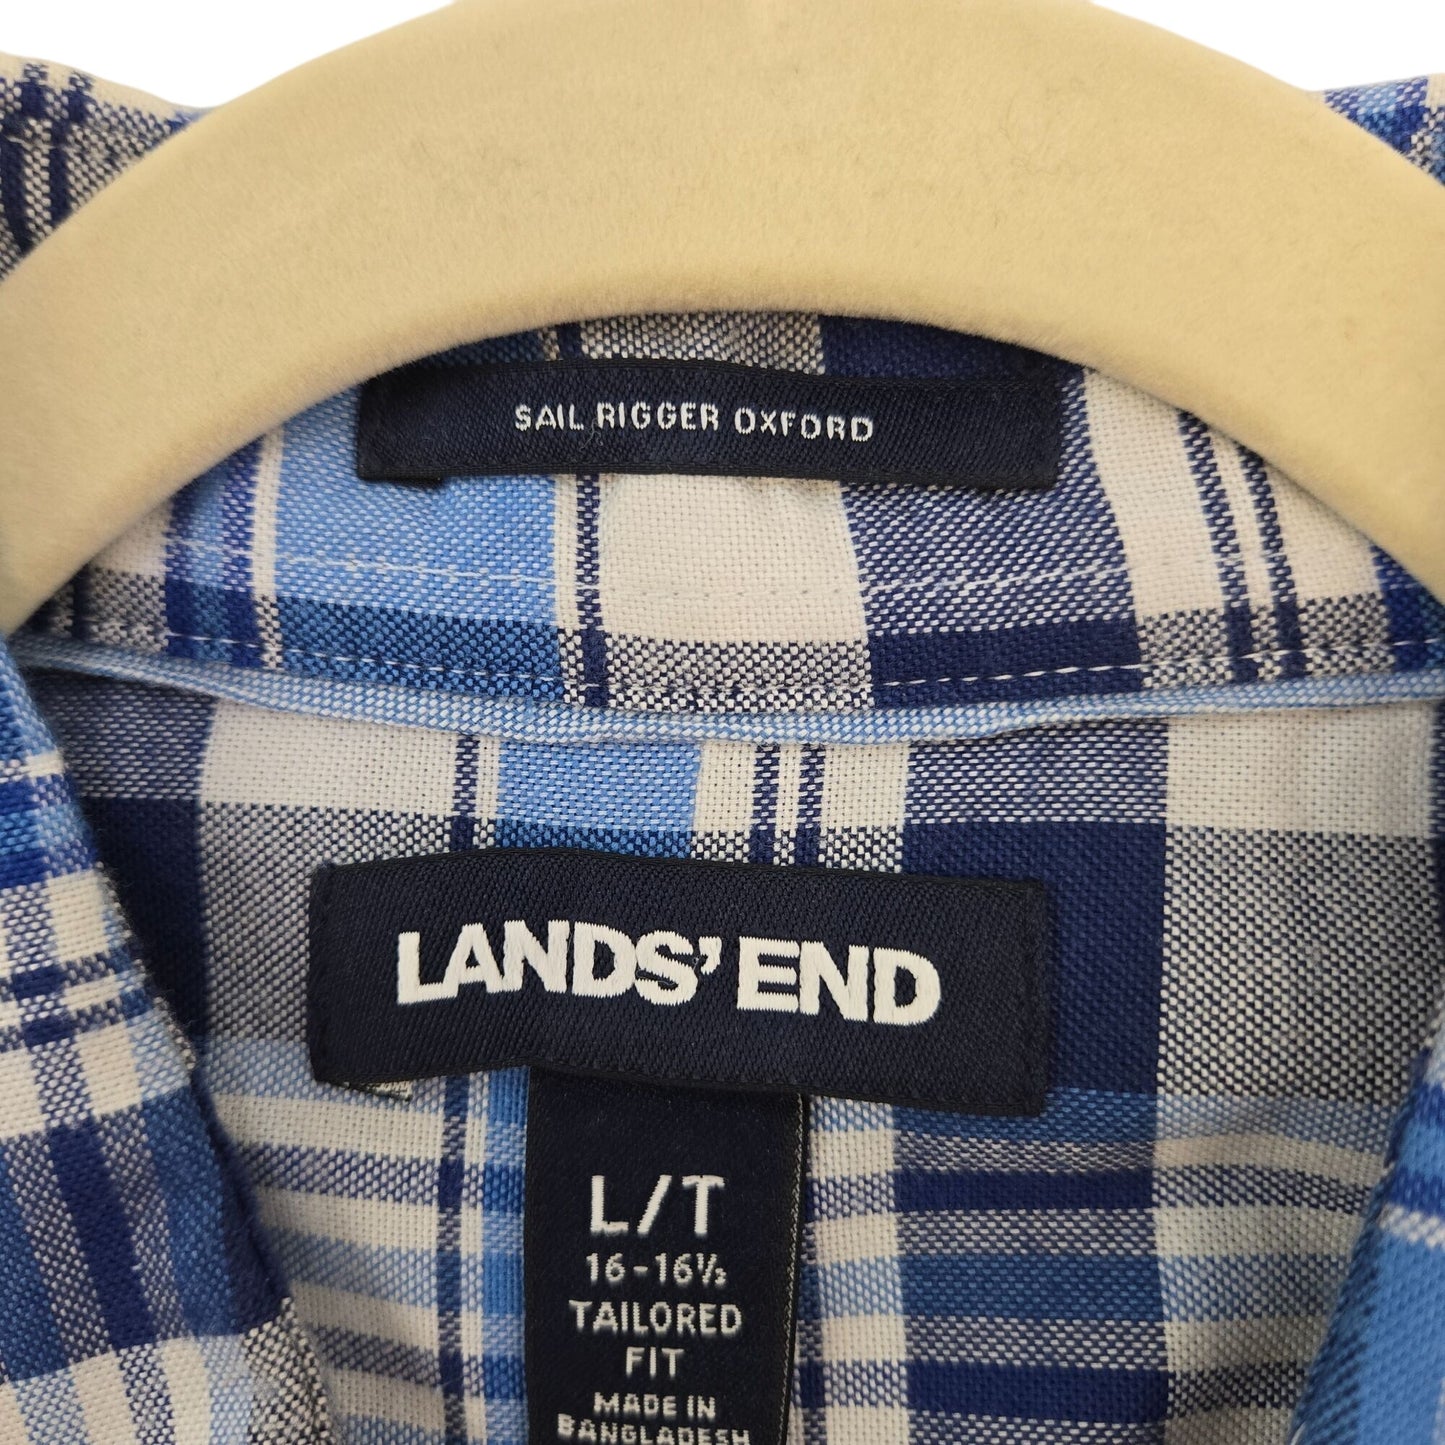 SAIL RIGGER OXFORD
LANDS' END
L/T
16-16½
TAILORED
FIT
MADE IN
BANGLADESH